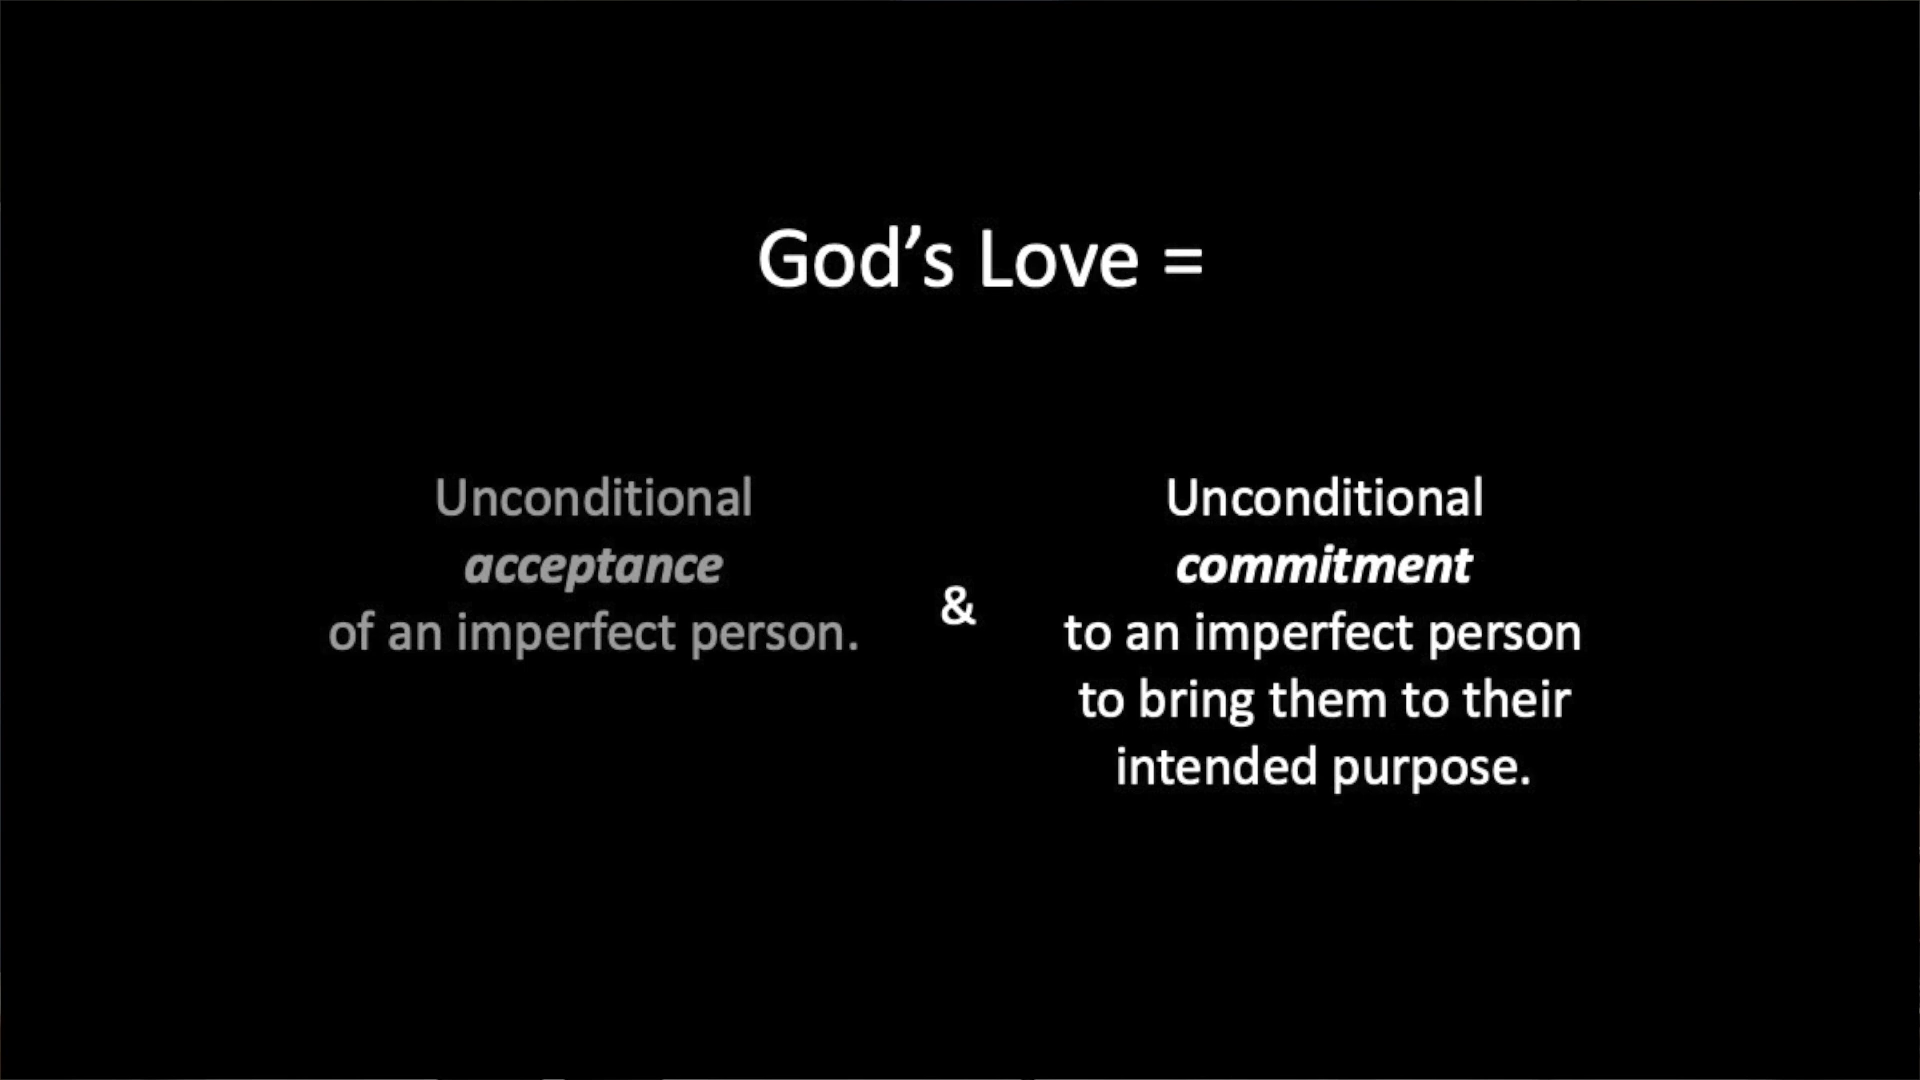 God’s Love =
Unconditional
acceptance
of an imperfect person.
&
Unconditional
commitment
to an imperfect person
to bring them to their
intended purpose.